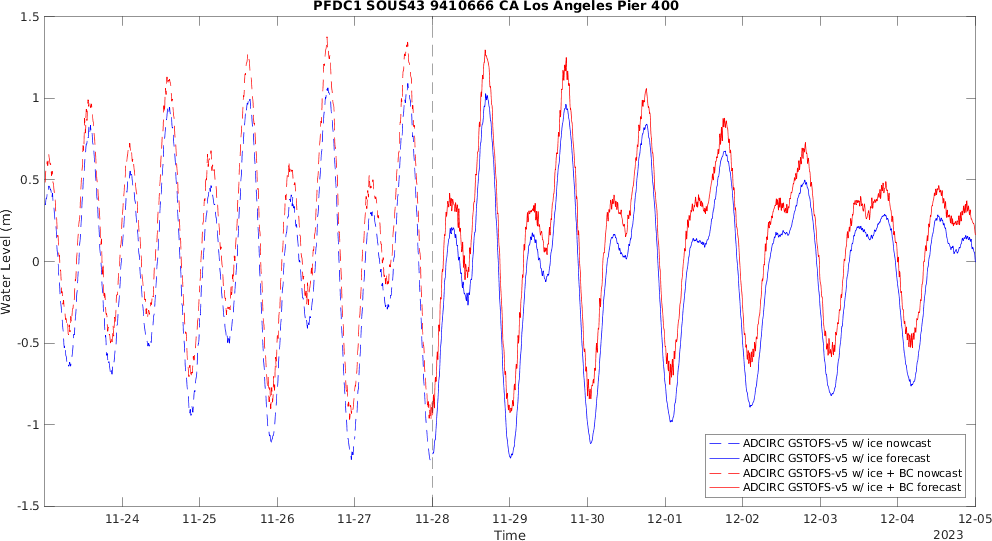 PFDC1 SOUS43 9410666 CA Los Angeles Pier 400
1.5
1
0.5
0
-0.5
-1
-1.5
Water Level (m)
11-24 11-25 11-26 11-27 11-28 11-29 11-30 12-01 12-02 12-03 12-04 12-05
Time
2023
ADCIRC GSTOFS-v5 w/ ice nowcast
ADCIRC GSTOFS-v5 w/ ice forecast
ADCIRC GSTOFS-v5 w/ ice + BC nowcast
ADCIRC GSTOFS-v5 w/ ice + BC forecast